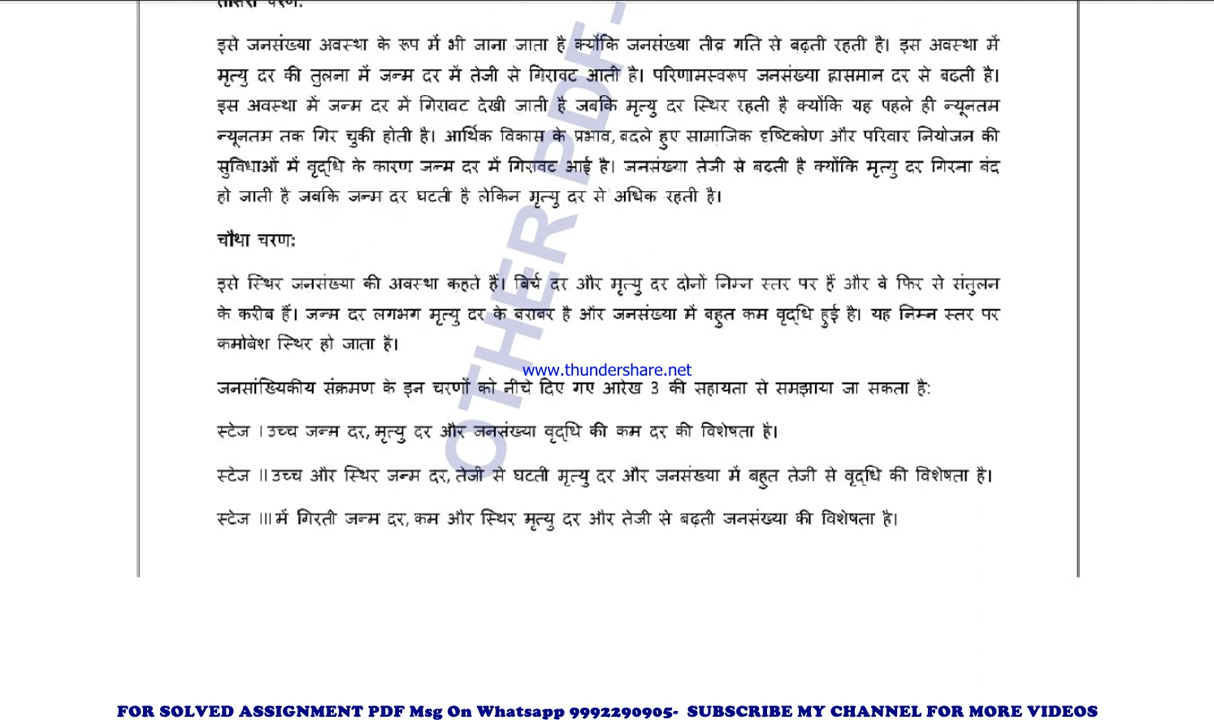 तीसरा चरण:
इसे जनसंख्या अवस्था के रूप में भी जाना जाता है क्योंकि जनसंख्या तीव्र गति से बढ़ती रहती है। इस अवस्था में
मृत्यु दर की तुलना में जन्म दर में तेजी से गिरावट आती है। परिणामस्वरूप जनसंख्या ह्रासमान दर से बढती है।
इस अवस्था में जन्म दर में गिरावट देखी जाती है जबकि मृत्यु दर स्थिर रहती है क्योंकि यह पहले ही न्यूनतम
न्यूनतम तक गिर चुकी होती है। आर्थिक विकास के प्रभाव, बदले हुए सामाजिक दृष्टिकोण और परिवार नियोजन की
सुविधाओं में वृद्धि के कारण जन्म दर में गिरावट आई है। जनसंख्या तेजी से बढ़ती है क्योंकि मृत्यु दर गिरना बंद
हो जाती है जबकि जन्म दर घटती है लेकिन मृत्यु दर से अधिक रहती है।
चौथा चरण:
इसे स्थिर जनसंख्या की अवस्था कहते हैं। बिर्च दर और मृत्यु दर दोनों निम्न स्तर पर हैं और वे फिर से संतुलन
के करीब हैं। जन्म दर लगभग मृत्यु दर के बराबर है और जनसंख्या में बहुत कम वृद्धि हुई है। यह निम्न स्तर पर
कमोबेश स्थिर हो जाता है।
www.thundershare.net
जनसांख्यिकीय संक्रमण के इन चरणों को नीचे दिए गए आरेख 3 की सहायता से समझाया जा सकता है:
स्टेज I उच्च जन्म दर, मृत्यु दर और जनसंख्या वृद्धि की कम दर की विशेषता है।
स्टेज II उच्च और स्थिर जन्म दर, तेजी से घटती मृत्यु दर और जनसंख्या में बहुत तेजी से वृद्धि की विशेषता है।
स्टेज III में गिरती जन्म दर, कम और स्थिर मृत्यु दर और तेजी से बढ़ती जनसंख्या की विशेषता है।
OTHER PDF-
FOR SOLVED ASSIGNMENT PDF Msg On Whatsapp 9992290905- SUBSCRIBE MY CHANNEL FOR MORE VIDEOS